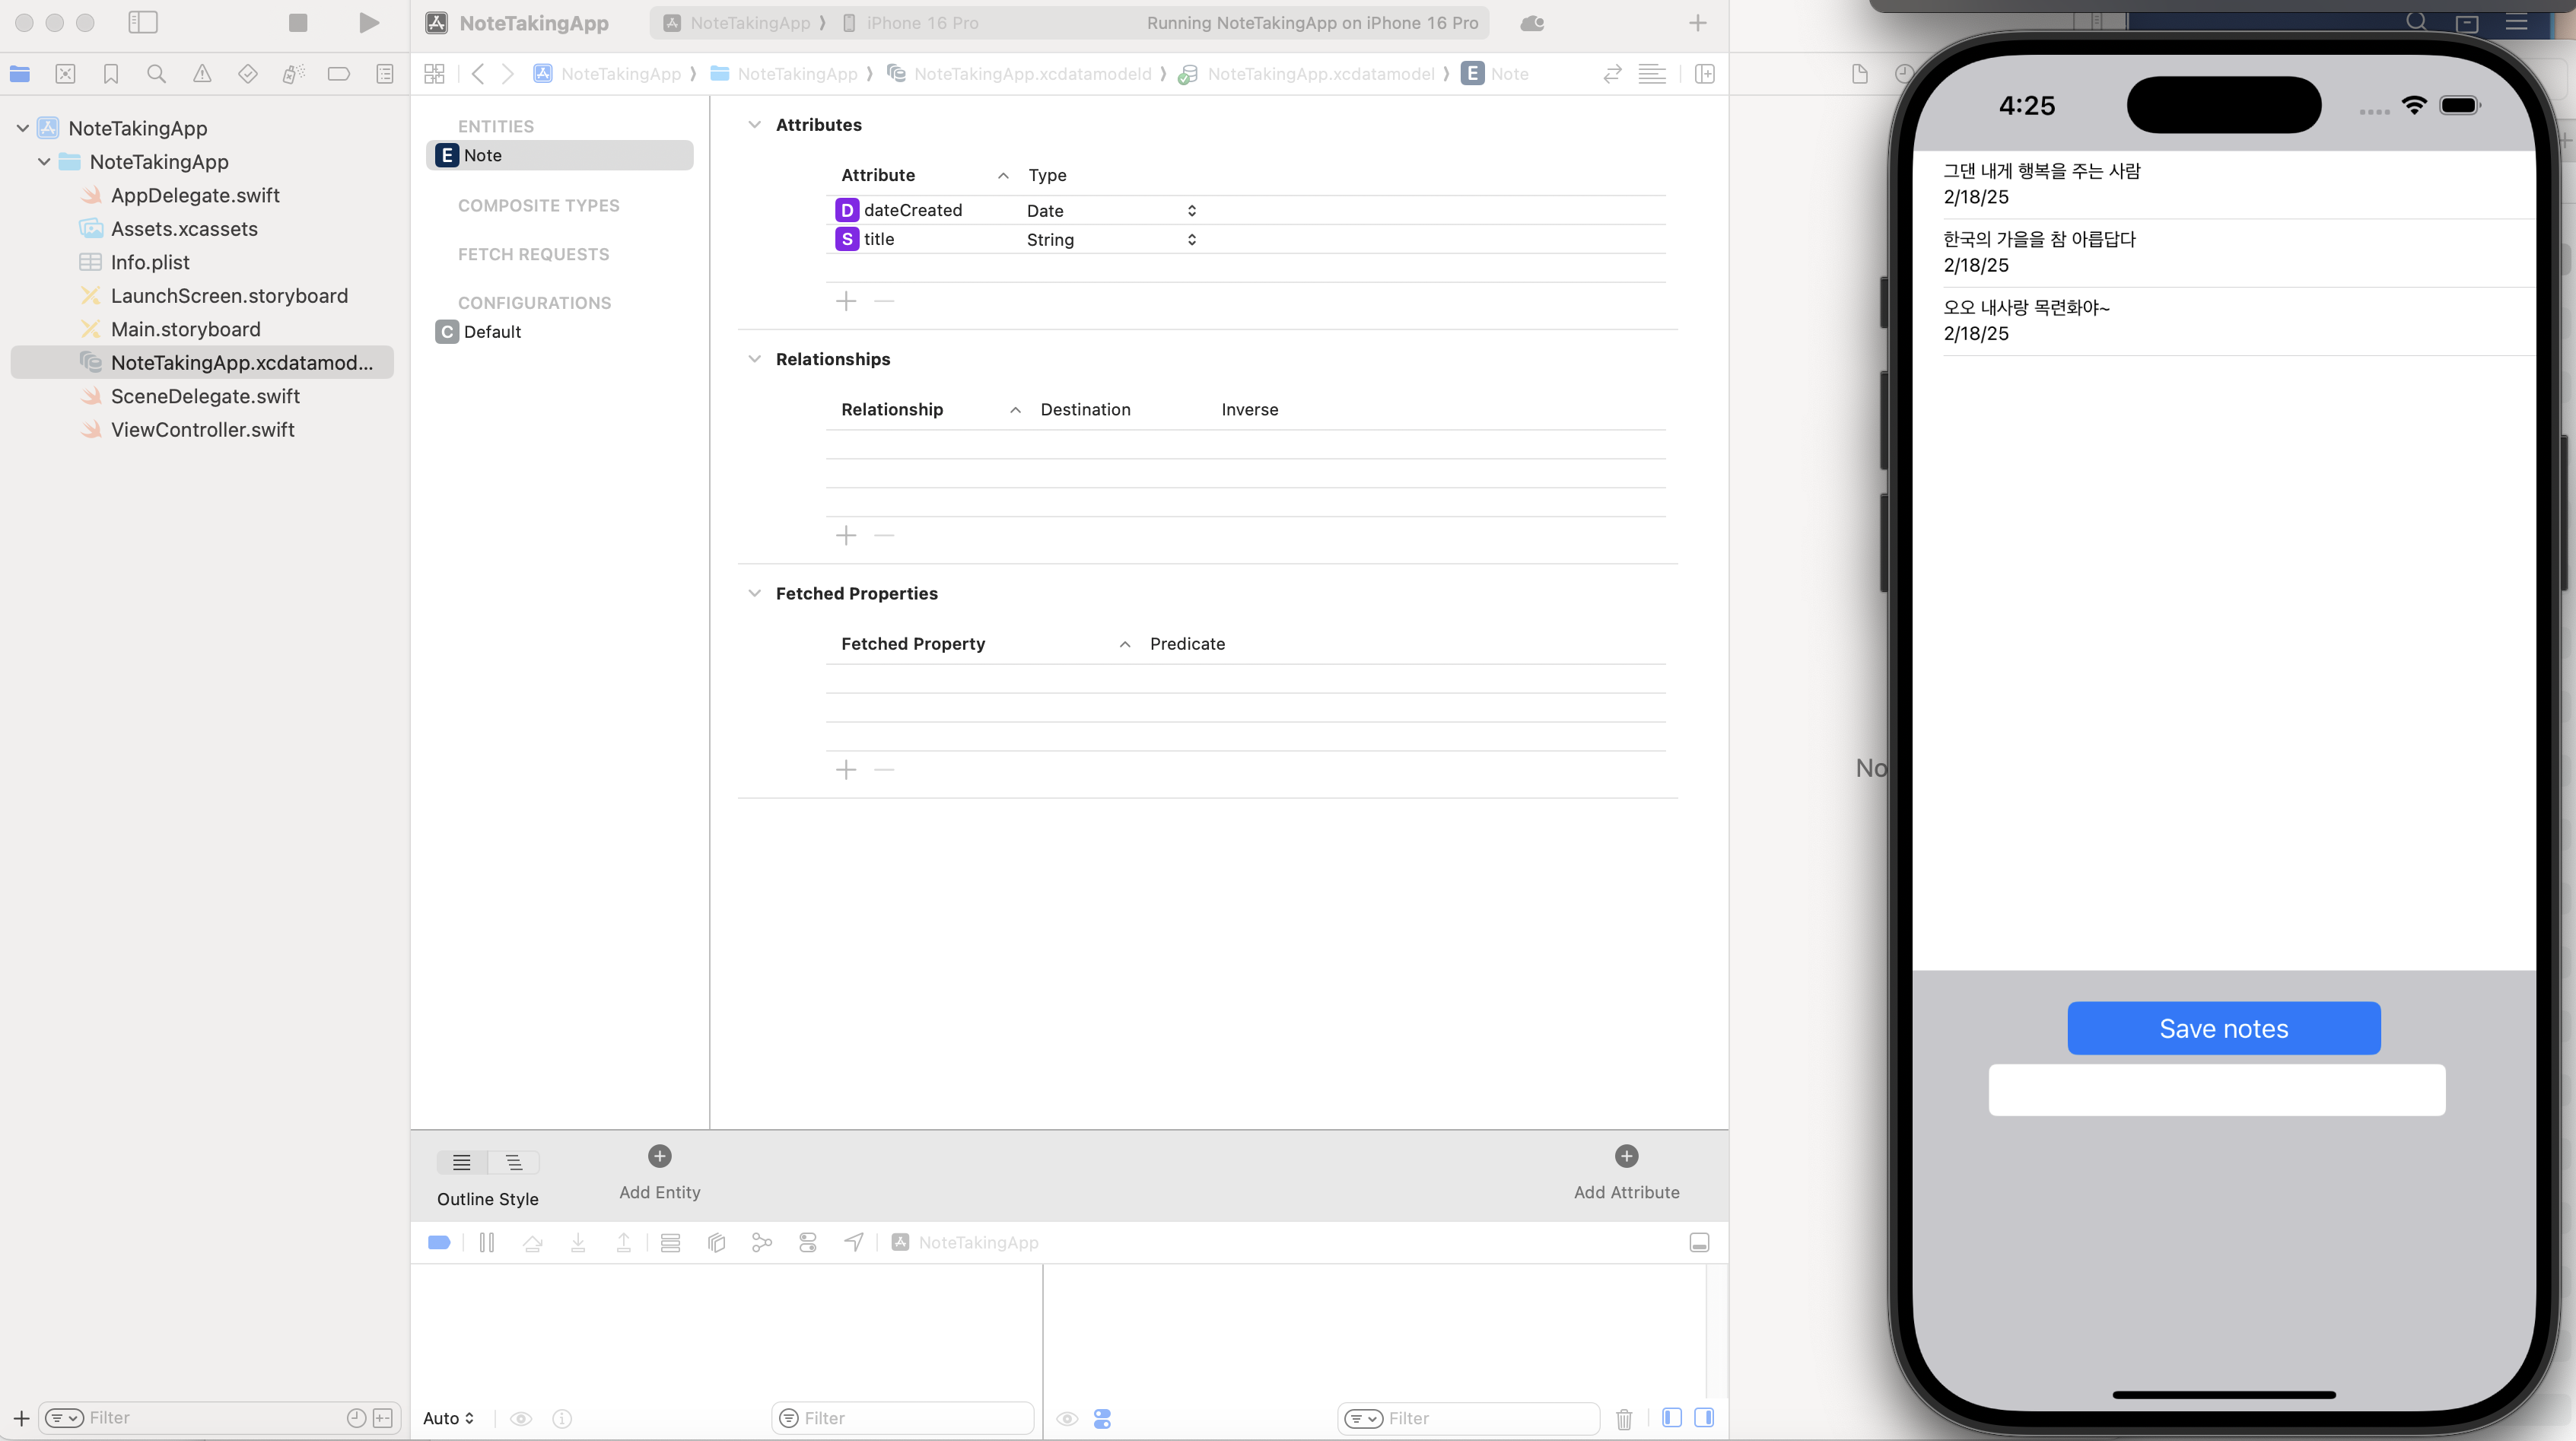 NoteTakingApp
NoteTakingApp
AppDelegate.swift
Assets.xcassets
Info.plist
LaunchScreen.storyboard
Main.storyboard
NoteTakingApp.xcdatamod...
SceneDelegate.swift
ViewController.swift
Filter
NoteTakingApp
NoteTakingApp ⟩ iPhone 16 Pro
Running NoteTakingApp on iPhone 16 Pro
NoteTakingApp ⟩ NoteTakingApp ⟩ NoteTakingApp.xcdatamodeld ⟩ NoteTakingApp.xcdatamodel ⟩ E Note
ENTITIES
E Note
COMPOSITE TYPES
FETCH REQUESTS
CONFIGURATIONS
C Default
Attributes
Attribute Type
D dateCreated Date
S title String
Relationships
Relationship Destination Inverse
Fetched Properties
Fetched Property Predicate
Outline Style
Add Entity
Add Attribute
NoteTakingApp
Auto
Filter
Filter
No
4:25
그댄 내게 행복을 주는 사람
2/18/25
한국의 가을을 참 아릅답다
2/18/25
오오 내사랑 목련화야~
2/18/25
Save notes